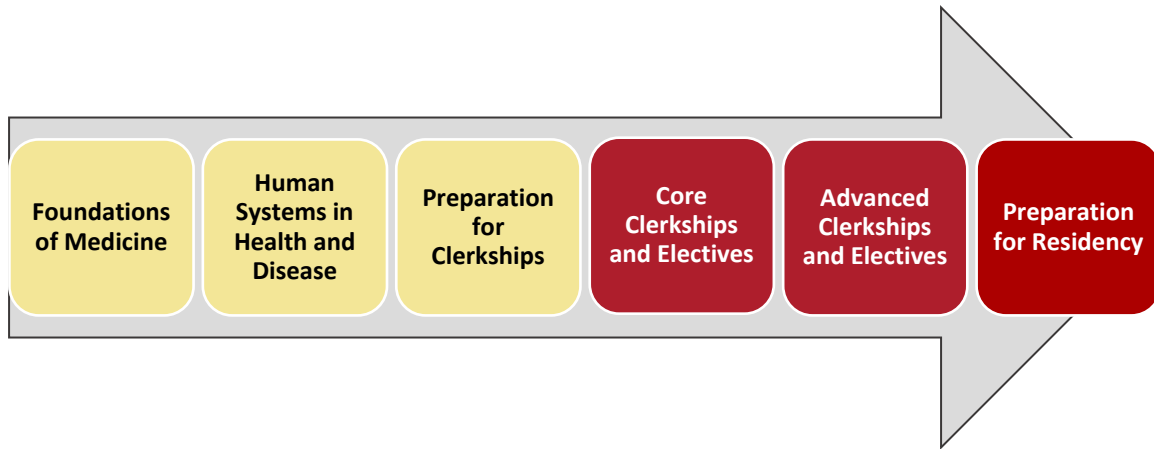 Foundations
of Medicine
Human
Systems in
Health and
Disease
Preparation
for
Clerkships
Core
Clerkships
and Electives
Advanced
Clerkships
and Electives
Preparation
for Residency